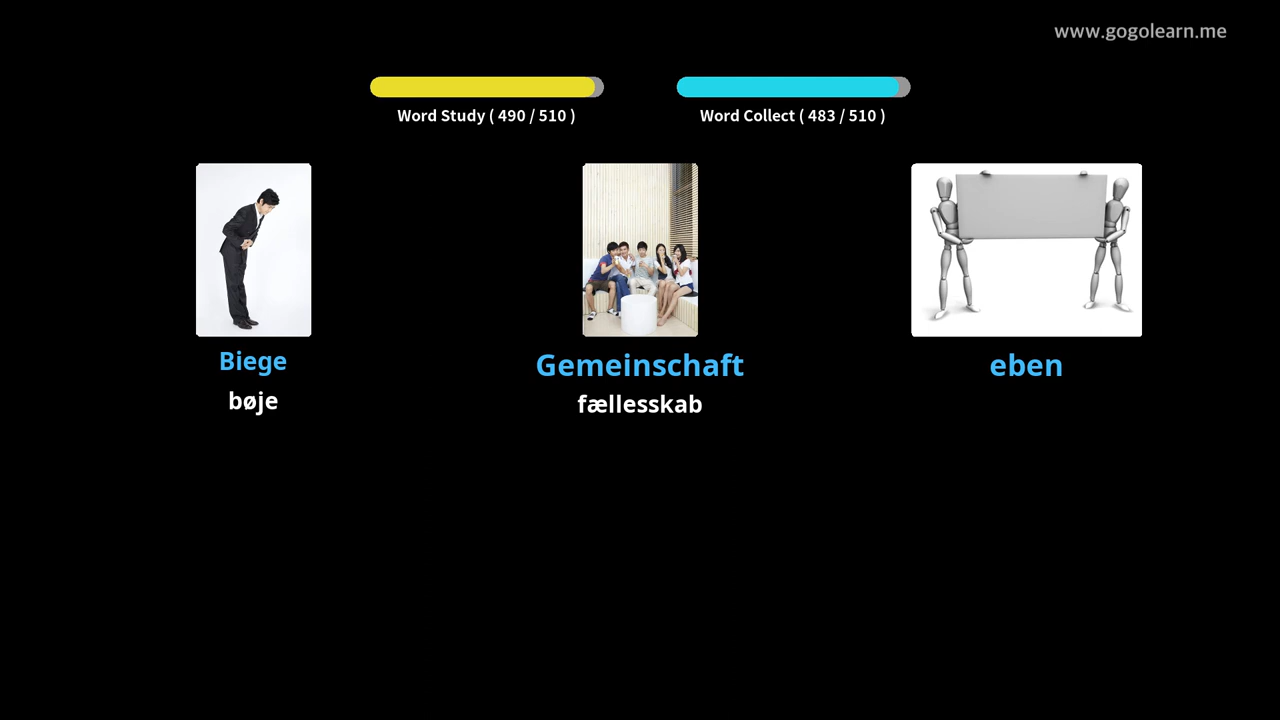 www.gogolearn.me
Word Study ( 490 / 510 )
Word Collect ( 483 / 510 )
Biege
bøje
Gemeinschaft
fællesskab
eben